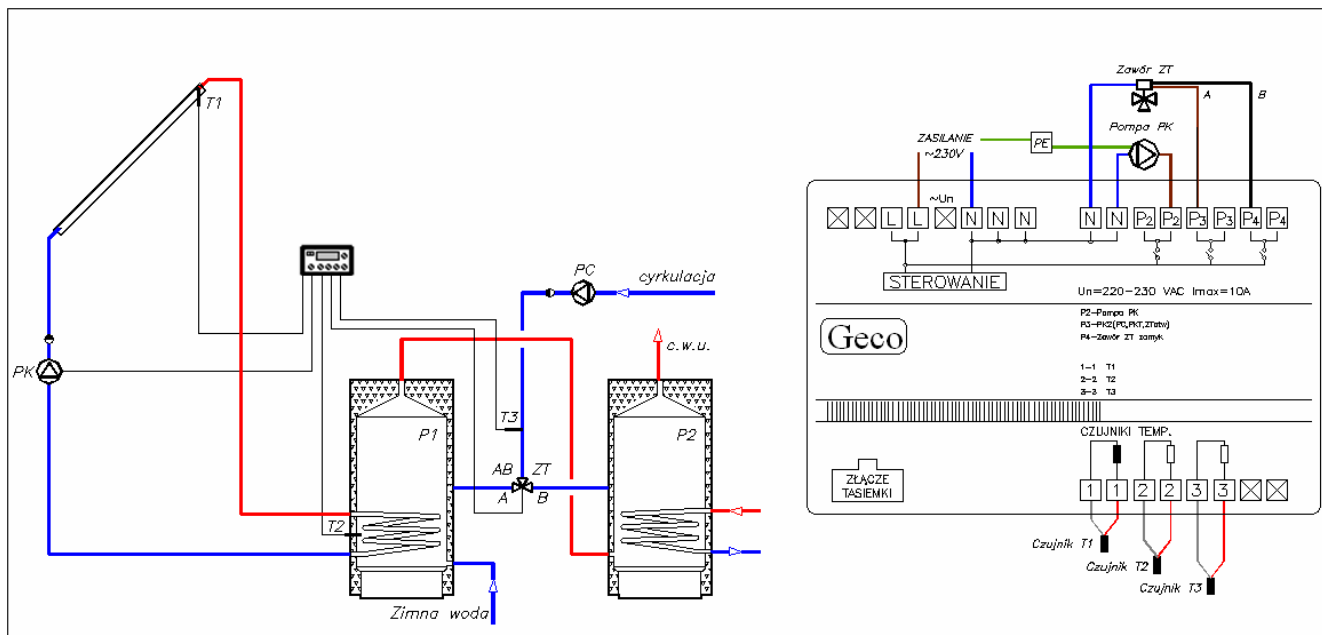 T1
PK
PC
cyrkulacja
c.w.u.
T3
P1
P2
AB
ZT
A
B
T2
Zimna woda
Zawór ZT
A
B
Pompa PK
ZASILANIE
~230V
PE
~Un
L L N N N N N P2 P2 P3 P3 P4 P4
STEROWANIE
Un=220-230 VAC Imax=10A
Geco
P2-Pompa PK
P3-PK2(PC,PKT,ZTotw)
P4-Zawór ZT zamyk
1-1 T1
2-2 T2
3-3 T3
CZUJNIKI TEMP.
ZŁĄCZE
TASIEMKI
1 1 2 2 3 3
Czujnik T1
Czujnik T2
Czujnik T3